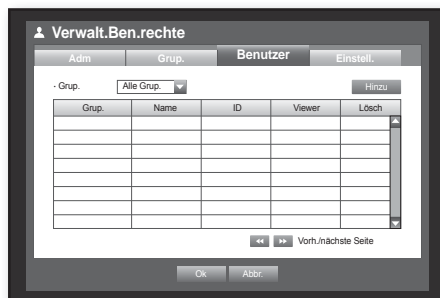 Verwalt.Ben.rechte
Adm Grup. Benutzer Einstell.
- Grup. Alle Grup. Hinzu
Grup. Name ID Viewer Lösch
Vorh./nächste Seite
Ok Abbr.